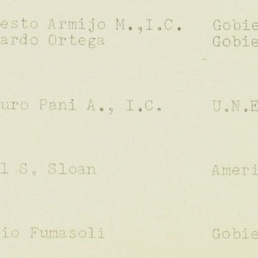 esto Armijo M.,I.C. Gobie
ardo Ortega Gobie
uro Pani A., I.C. U.N.E
l S, Sloan Ameri
io Fumasoli Gobie